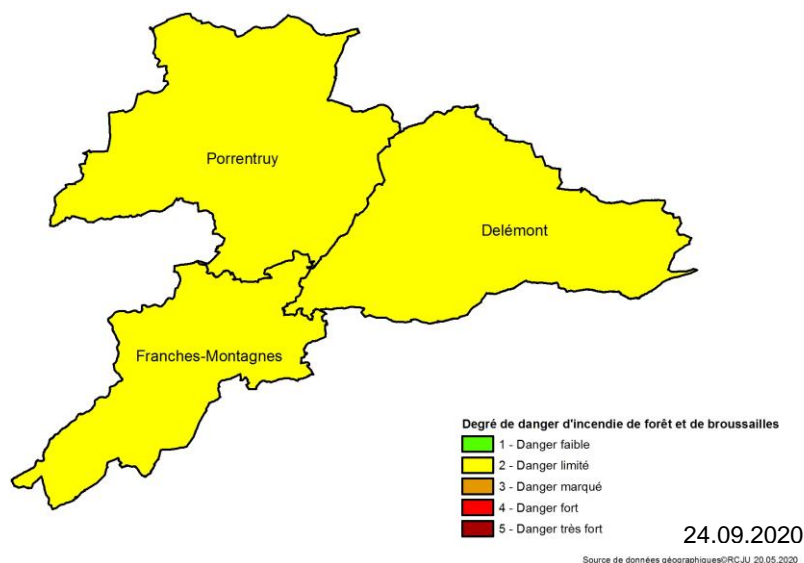 Porrentruy
Delémont
Franches-Montagnes
Degré de danger d'incendie de forêt et de broussailles
1 - Danger faible
2 - Danger limité
3 - Danger marqué
4 - Danger fort
5 - Danger très fort
24.09.2020
Source de données géographiques©RCJU 20.05.2020